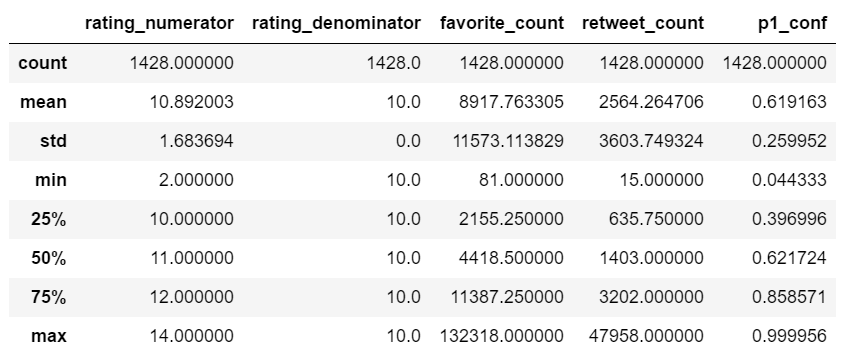 rating_numerator rating_denominator favorite_count retweet_count p1_conf
count 1428.000000 1428.0 1428.000000 1428.000000 1428.000000
mean 10.892003 10.0 8917.763305 2564.264706 0.619163
std 1.683694 0.0 11573.113829 3603.749324 0.259952
min 2.000000 10.0 81.000000 15.000000 0.044333
25% 10.000000 10.0 2155.250000 635.750000 0.396996
50% 11.000000 10.0 4418.500000 1403.000000 0.621724
75% 12.000000 10.0 11387.250000 3202.000000 0.858571
max 14.000000 10.0 132318.000000 47958.000000 0.999956